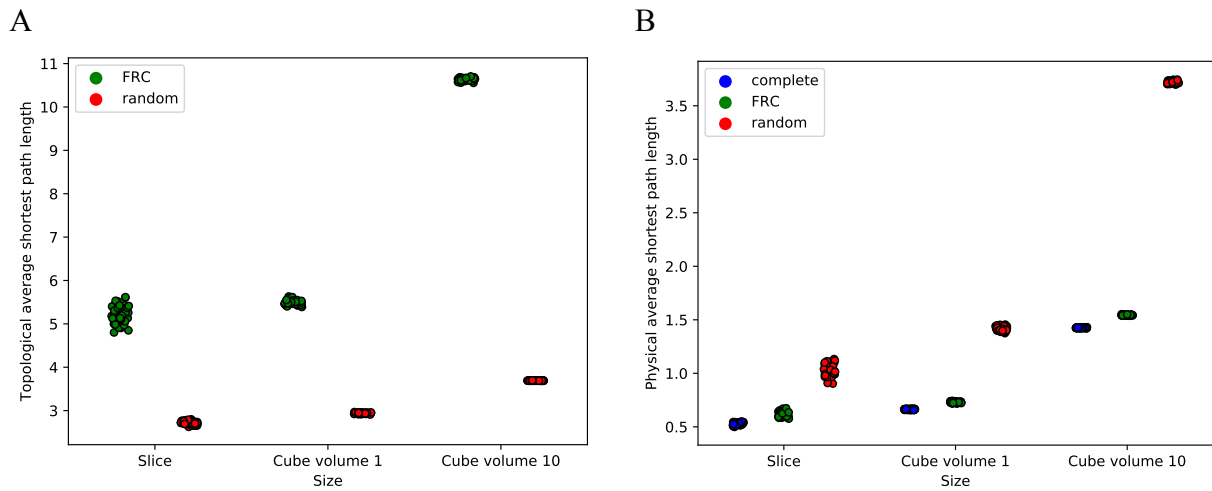 A
Topological average shortest path length
11
10
9
8
7
6
5
4
3
FRC
random
Slice
Cube volume 1
Cube volume 10
Size
B
Physical average shortest path length
3.5
3.0
2.5
2.0
1.5
1.0
0.5
complete
FRC
random
Slice
Cube volume 1
Cube volume 10
Size